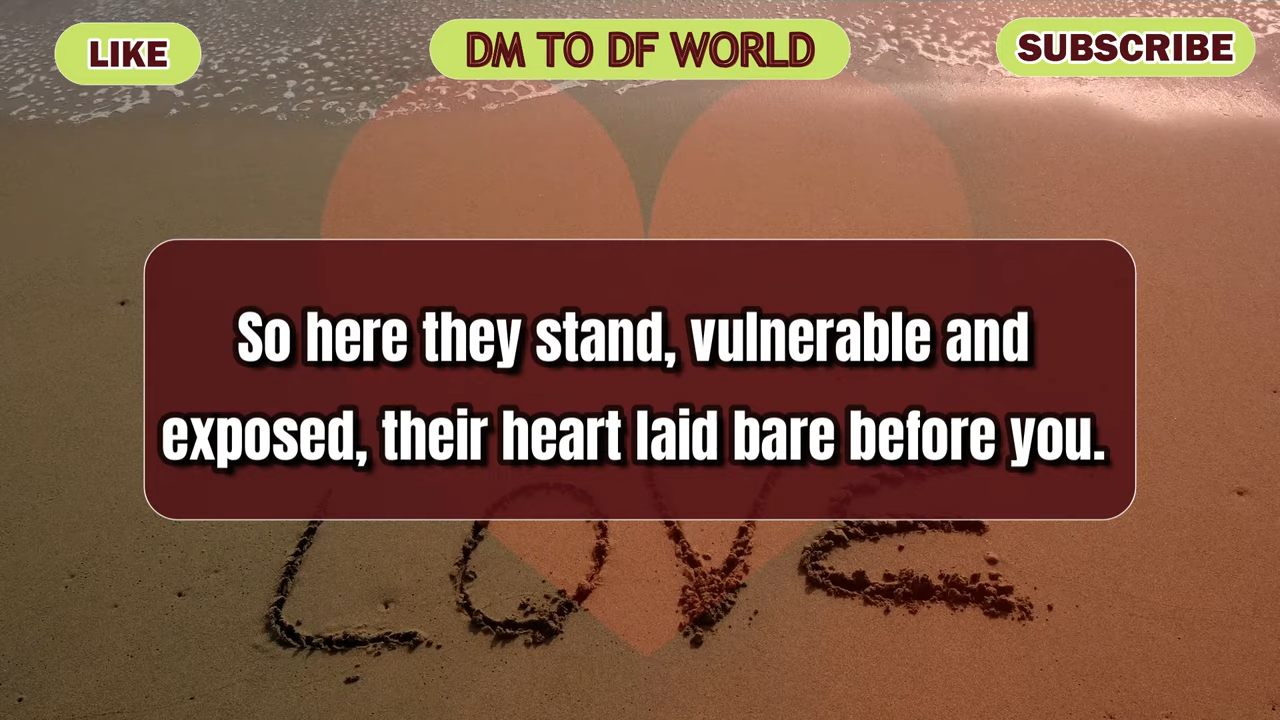 LIKE
DM TO DF WORLD
SUBSCRIBE
So here they stand, vulnerable and
exposed, their heart laid bare before you.
LOVE